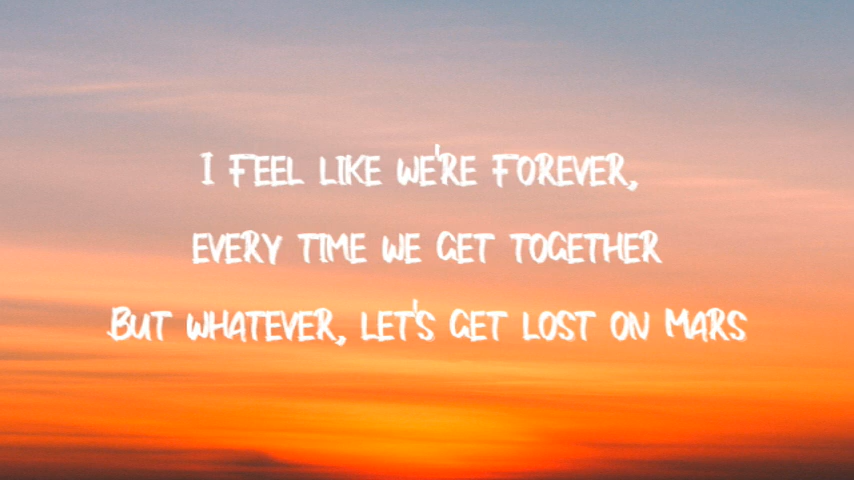 I FEEL LIKE WE'RE FOREVER,
EVERY TIME WE GET TOGETHER
BUT WHATEVER, LET'S GET LOST ON MARS